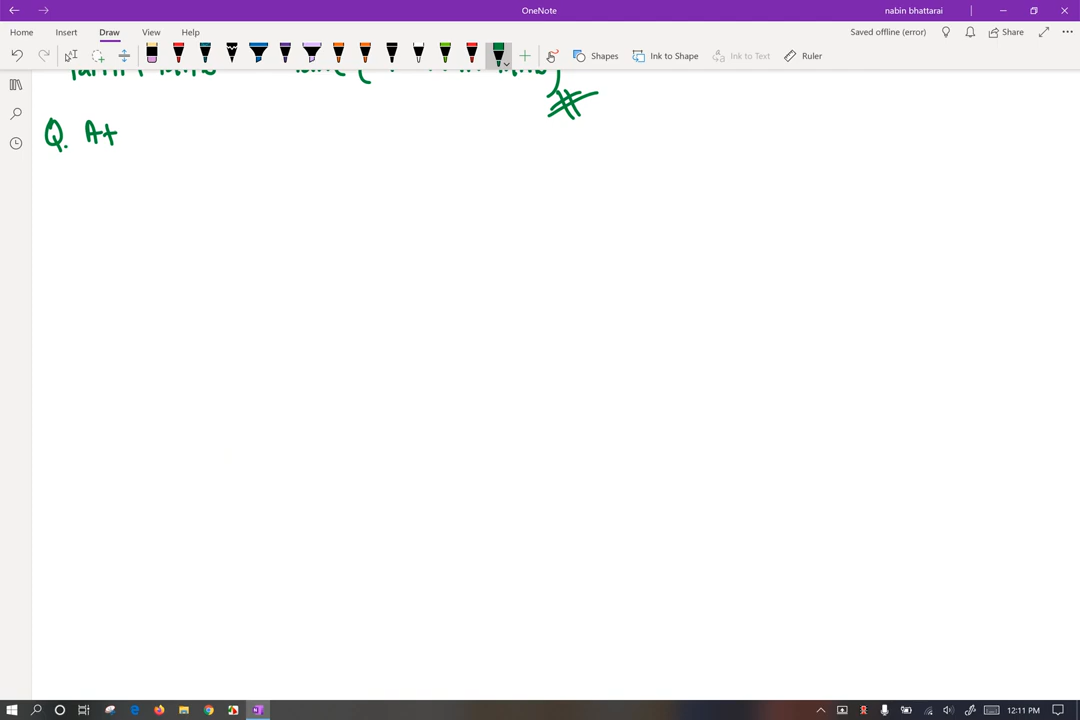 OneNote
nabin bhattarai
Home Insert Draw View Help
Saved offline (error)
Share
Shapes
Ink to Shape
Ink to Text
Ruler
Q. A+
12:11 PM